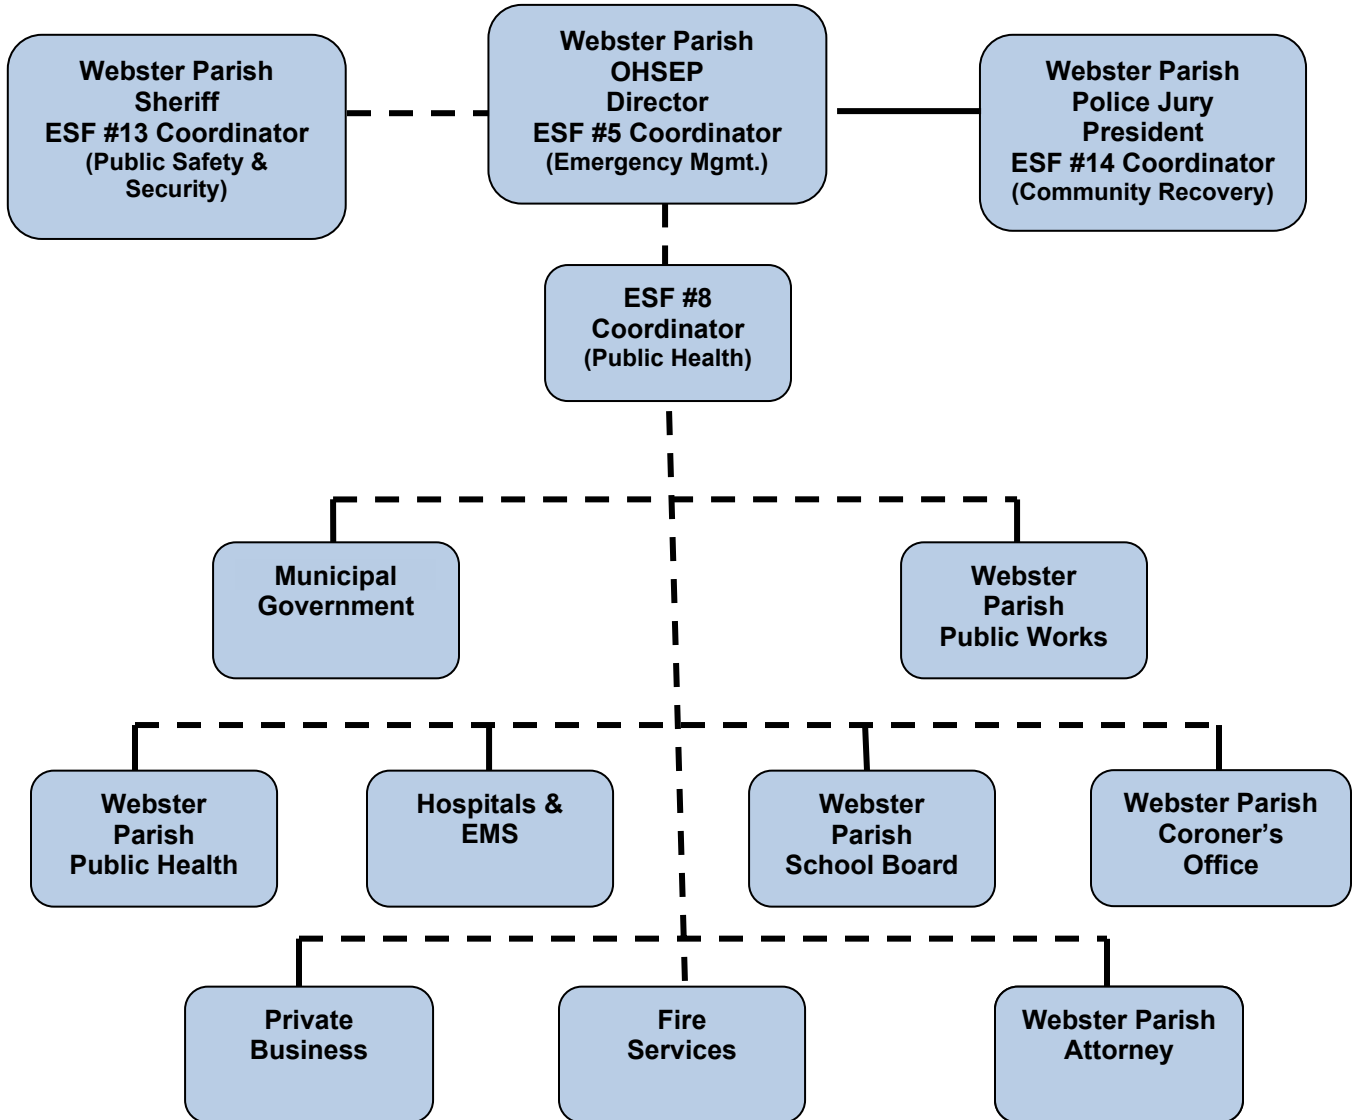 Webster Parish
Sheriff
ESF #13 Coordinator
(Public Safety &
Security)
Webster Parish
OHSEP
Director
ESF #5 Coordinator
(Emergency Mgmt.)
Webster Parish
Police Jury
President
ESF #14 Coordinator
(Community Recovery)
ESF #8
Coordinator
(Public Health)
Municipal
Government
Webster
Parish
Public Works
Webster
Parish
Public Health
Hospitals &
EMS
Webster
Parish
School Board
Webster Parish
Coroner’s
Office
Private
Business
Fire
Services
Webster Parish
Attorney